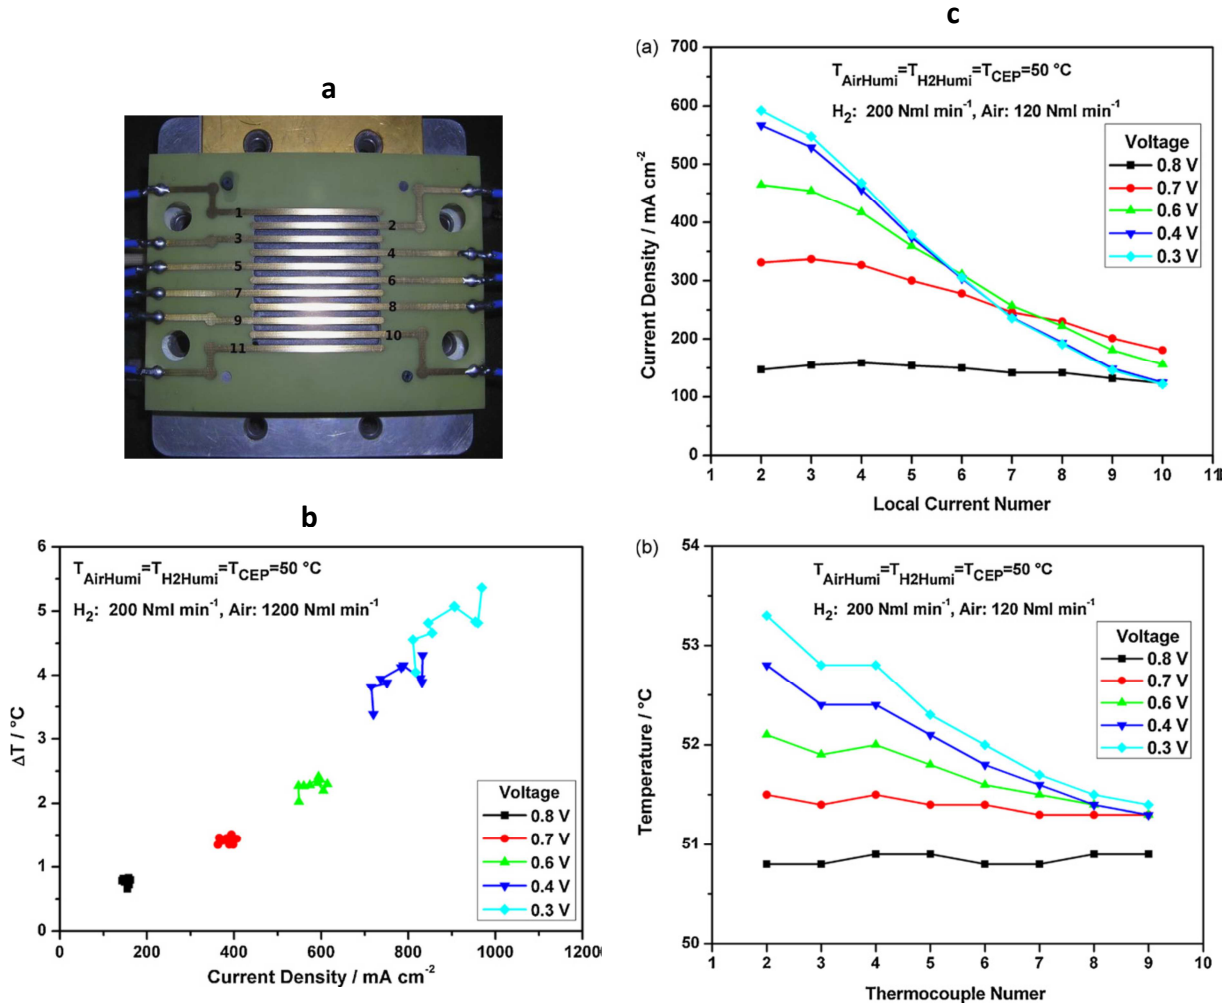 a
1
2
3
4
5
6
7
8
9
10
11
b
T_AirHumi=T_H2Humi=T_CEP=50 °C
H₂: 200 Nml min⁻¹, Air: 1200 Nml min⁻¹
6
5
4
3
2
1
0
ΔT / °C
Voltage
0.8 V
0.7 V
0.6 V
0.4 V
0.3 V
0 200 400 600 800 1000 1200
Current Density / mA cm⁻²
c
(a)
T_AirHumi=T_H2Humi=T_CEP=50 °C
H₂: 200 Nml min⁻¹, Air: 120 Nml min⁻¹
700
600
500
400
300
200
100
0
Current Density / mA cm⁻²
Voltage
0.8 V
0.7 V
0.6 V
0.4 V
0.3 V
1 2 3 4 5 6 7 8 9 10 11
Local Current Numer
(b)
T_AirHumi=T_H2Humi=T_CEP=50 °C
H₂: 200 Nml min⁻¹, Air: 120 Nml min⁻¹
54
53
52
51
50
Temperature / °C
Voltage
0.8 V
0.7 V
0.6 V
0.4 V
0.3 V
1 2 3 4 5 6 7 8 9 10
Thermocouple Numer